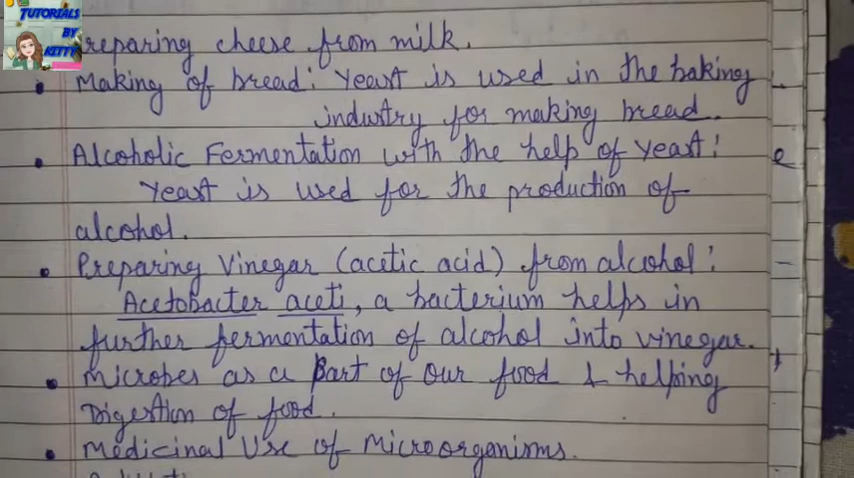 TUTORIALS
BY
KITTY
reparing cheese from milk.
• Making of bread: Yeast is used in the baking
industry for making bread.
• Alcoholic Fermentation with the help of yeast:
Yeast is used for the production of
alcohol.
• Preparing Vinegar (acetic acid) from alcohol:
Acetobacter aceti, a bacterium helps in
further fermentation of alcohol into vinegar.
• Microbes as a Part of Our food & helping
Digestion of food.
• Medicinal Use of Microorganisms.